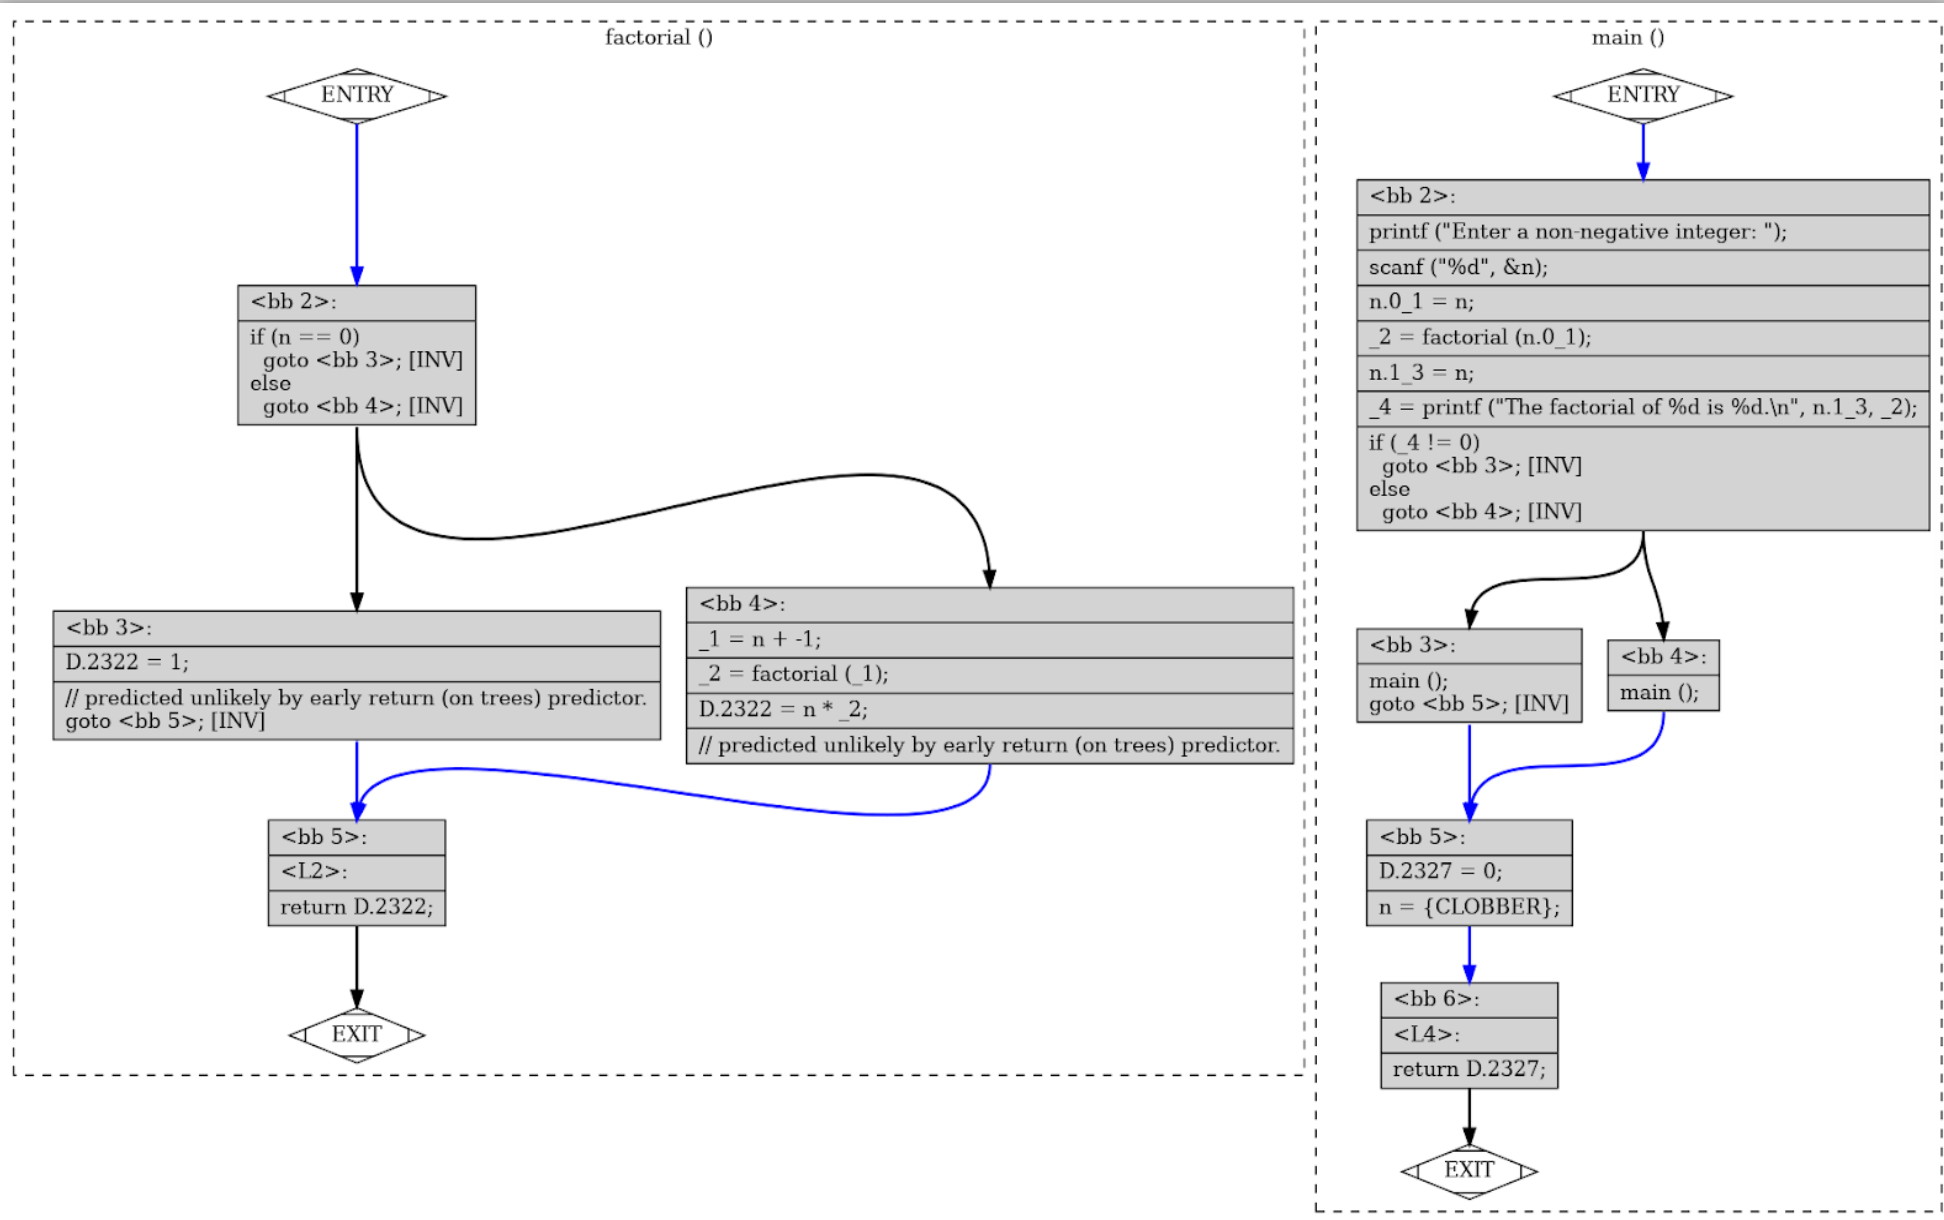 factorial ()
ENTRY
<bb 2>:
if (n == 0)
goto <bb 3>; [INV]
else
goto <bb 4>; [INV]
<bb 3>:
D.2322 = 1;
// predicted unlikely by early return (on trees) predictor.
goto <bb 5>; [INV]
<bb 4>:
_1 = n + -1;
_2 = factorial (_1);
D.2322 = n * _2;
// predicted unlikely by early return (on trees) predictor.
<bb 5>:
<L2>:
return D.2322;
EXIT
main ()
ENTRY
<bb 2>:
printf ("Enter a non-negative integer: ");
scanf ("%d", &n);
n.0_1 = n;
_2 = factorial (n.0_1);
n.1_3 = n;
_4 = printf ("The factorial of %d is %d.\n", n.1_3, _2);
if (_4 != 0)
goto <bb 3>; [INV]
else
goto <bb 4>; [INV]
<bb 3>:
main ();
goto <bb 5>; [INV]
<bb 4>:
main ();
<bb 5>:
D.2327 = 0;
n = {CLOBBER};
<bb 6>:
<L4>:
return D.2327;
EXIT